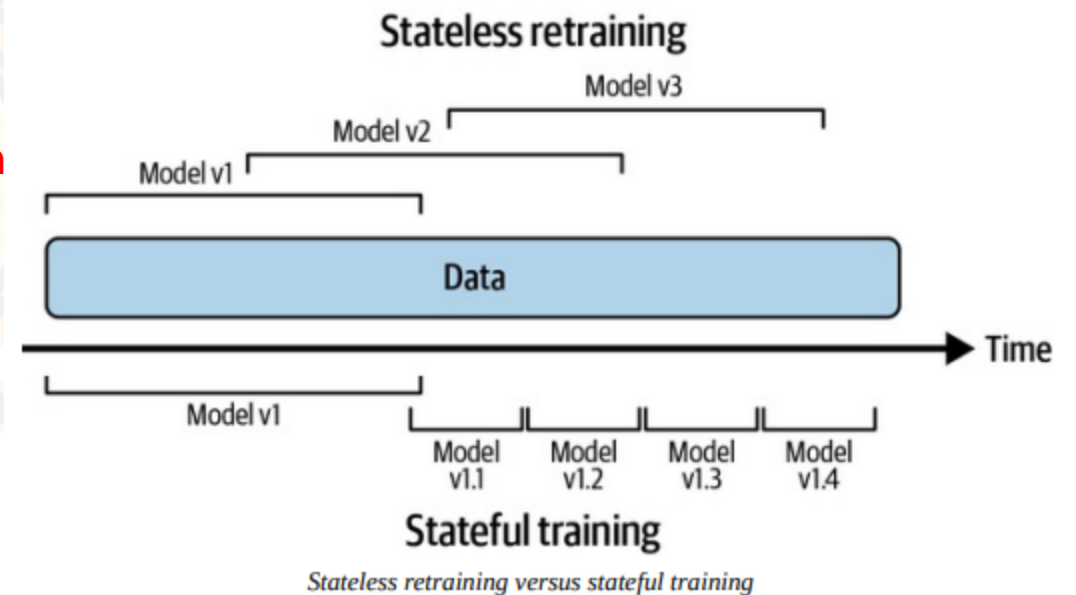 Stateless retraining
Model v3
Model v2
Model v1
Data
Time
Model v1
Model
v1.1
Model
v1.2
Model
v1.3
Model
v1.4
Stateful training
Stateless retraining versus stateful training